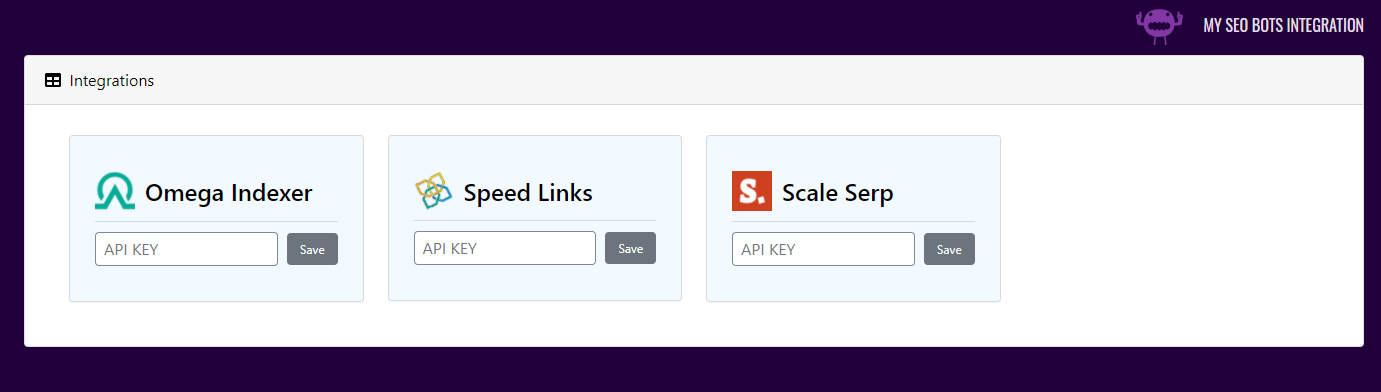 MY SEO BOTS INTEGRATION
Integrations
Omega Indexer
API KEY
Save
Speed Links
API KEY
Save
S.
Scale Serp
API KEY
Save